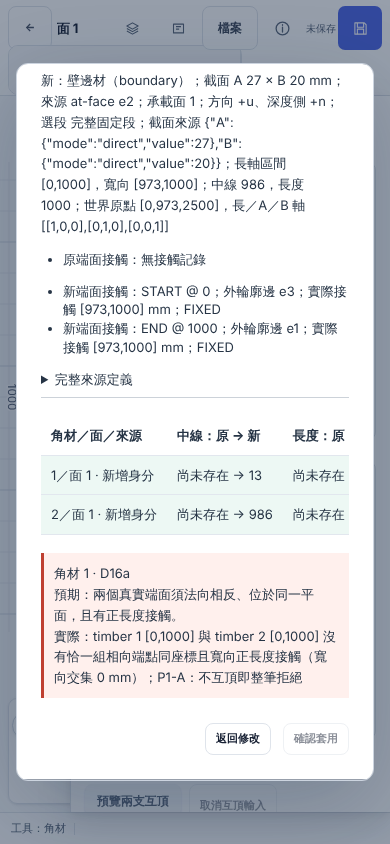 面 1
檔案
未保存
新：壁邊材（boundary）；截面 A 27 × B 20 mm；
來源 at-face e2；承載面 1；方向 +u、深度側 +n；
選段 完整固定段；截面來源 {"A":
{"mode":"direct","value":27},"B":
{"mode":"direct","value":20}}；長軸區間
[0,1000]，寬向 [973,1000]；中線 986，長度
1000；世界原點 [0,973,2500]，長／A／B 軸
[[1,0,0],[0,1,0],[0,0,1]]
• 原端面接觸：無接觸記錄
• 新端面接觸：START @ 0；外輪廓邊 e3；實際接
觸 [973,1000] mm；FIXED
• 新端面接觸：END @ 1000；外輪廓邊 e1；實際
接觸 [973,1000] mm；FIXED
▶ 完整來源定義
1000
角材／面／來源 中線：原 → 新 長度：原
1／面 1 · 新增身分 尚未存在 → 13 尚未存在
2／面 1 · 新增身分 尚未存在 → 986 尚未存在
角材 1 · D16a
預期：兩個真實端面須法向相反、位於同一平
面，且有正長度接觸。
實際：timber 1 [0,1000] 與 timber 2 [0,1000] 沒
有恰一組相向端點同座標且寬向正長度接觸（寬
向交集 0 mm）；P1-A：不互頂即整筆拒絕
返回修改 確認套用
預覽兩支互頂 取消互頂輸入
工具：角材